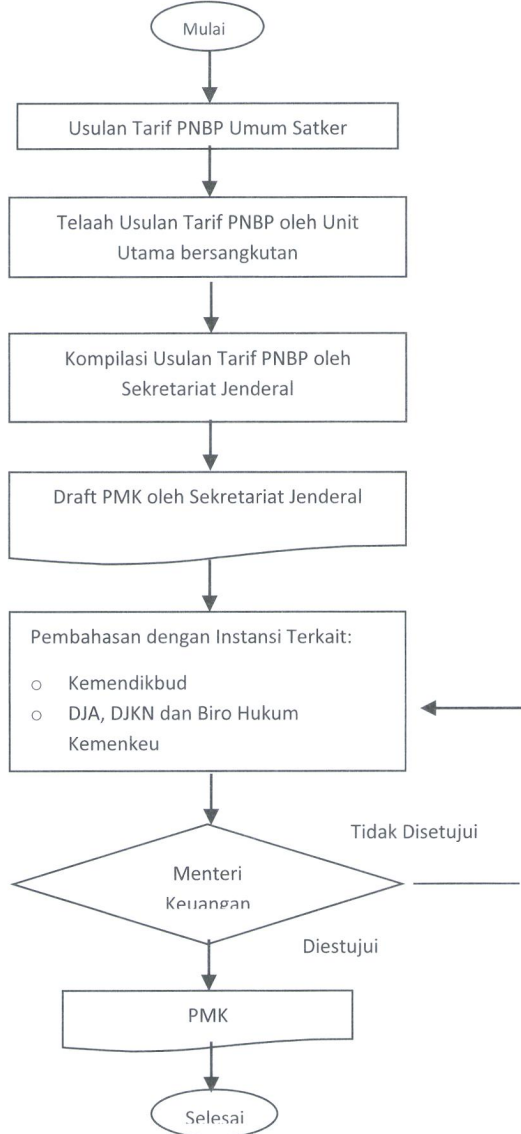 Mulai
Usulan Tarif PNBP Umum Satker
Telaah Usulan Tarif PNBP oleh Unit
Utama bersangkutan
Kompilasi Usulan Tarif PNBP oleh
Sekretariat Jenderal
Draft PMK oleh Sekretariat Jenderal
Pembahasan dengan Instansi Terkait:
○ Kemendikbud
○ DJA, DJKN dan Biro Hukum
Kemenkeu
Tidak Disetujui
Menteri
Keuangan
Diestujui
PMK
Selesai